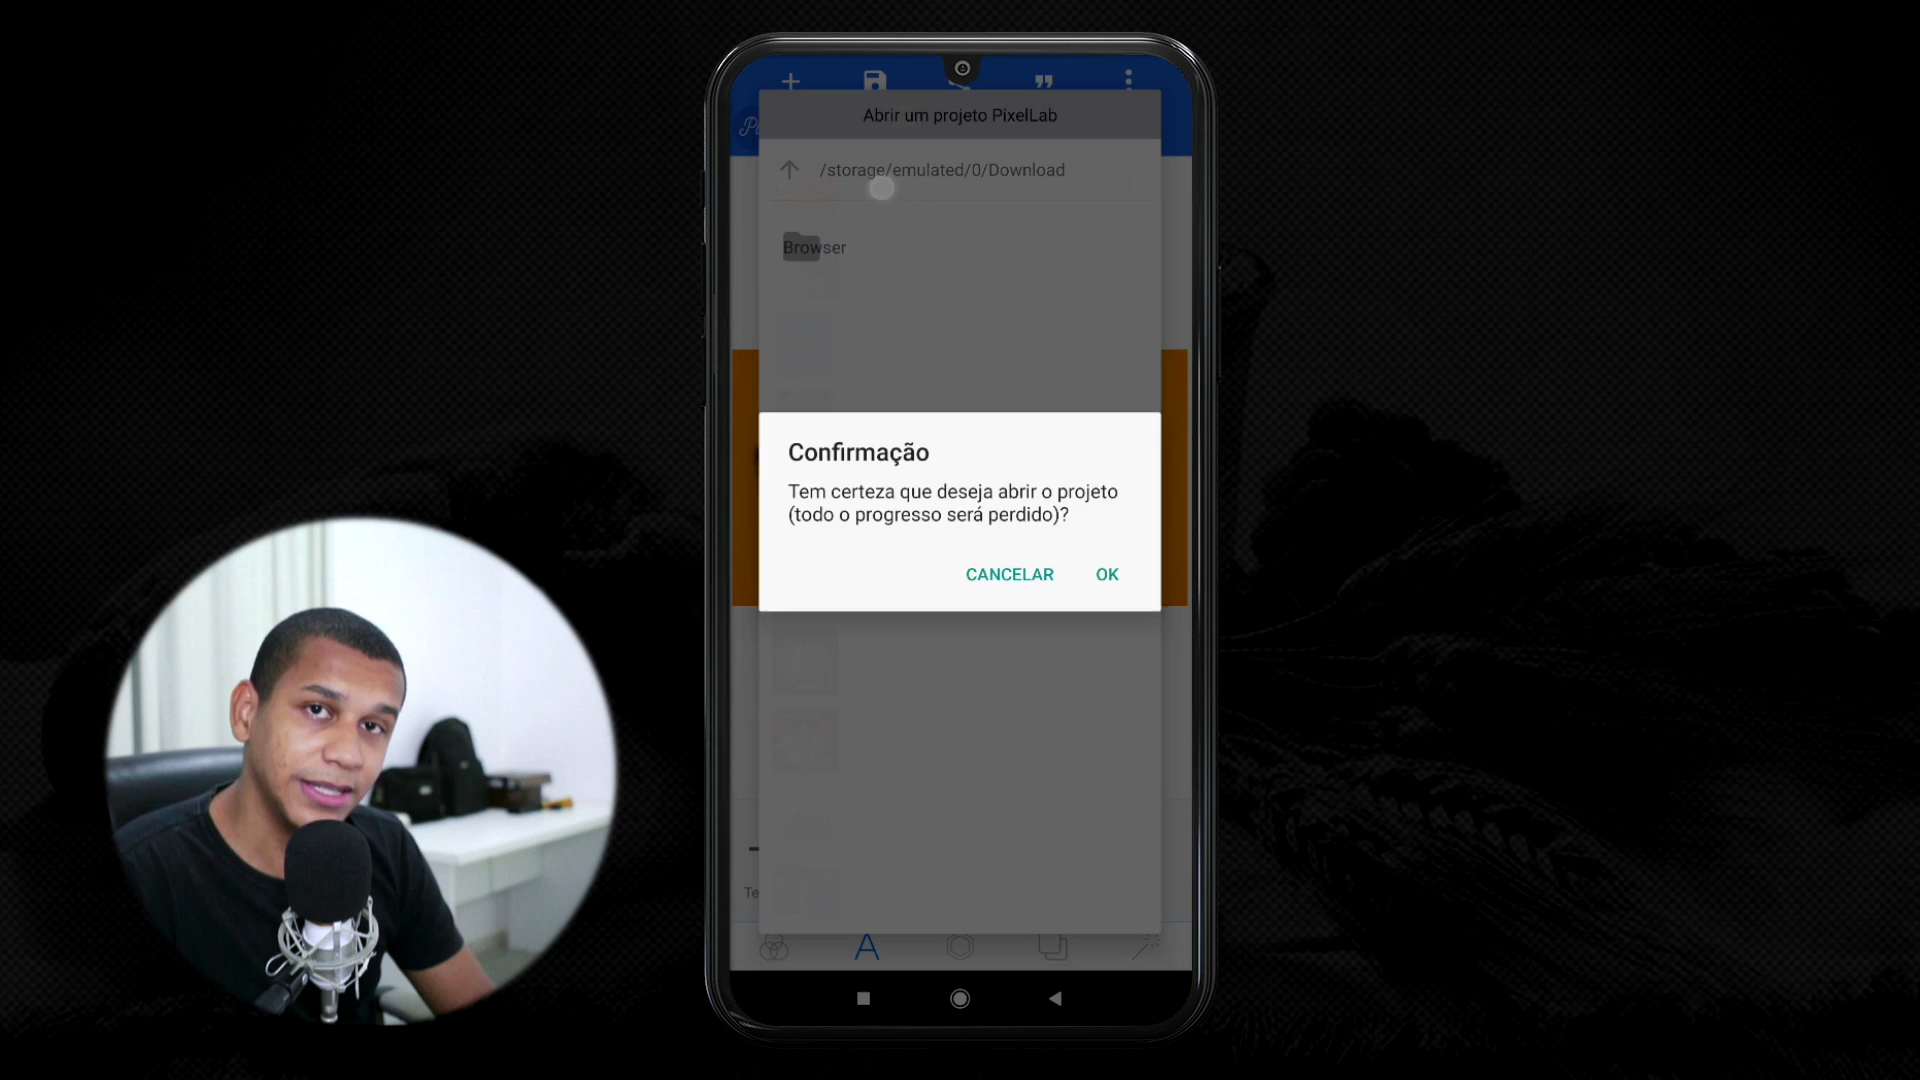 Abrir um projeto PixelLab
/storage/emulated/0/Download
Browser
Confirmação
Tem certeza que deseja abrir o projeto
(todo o progresso será perdido)?
CANCELAR OK
Te
A